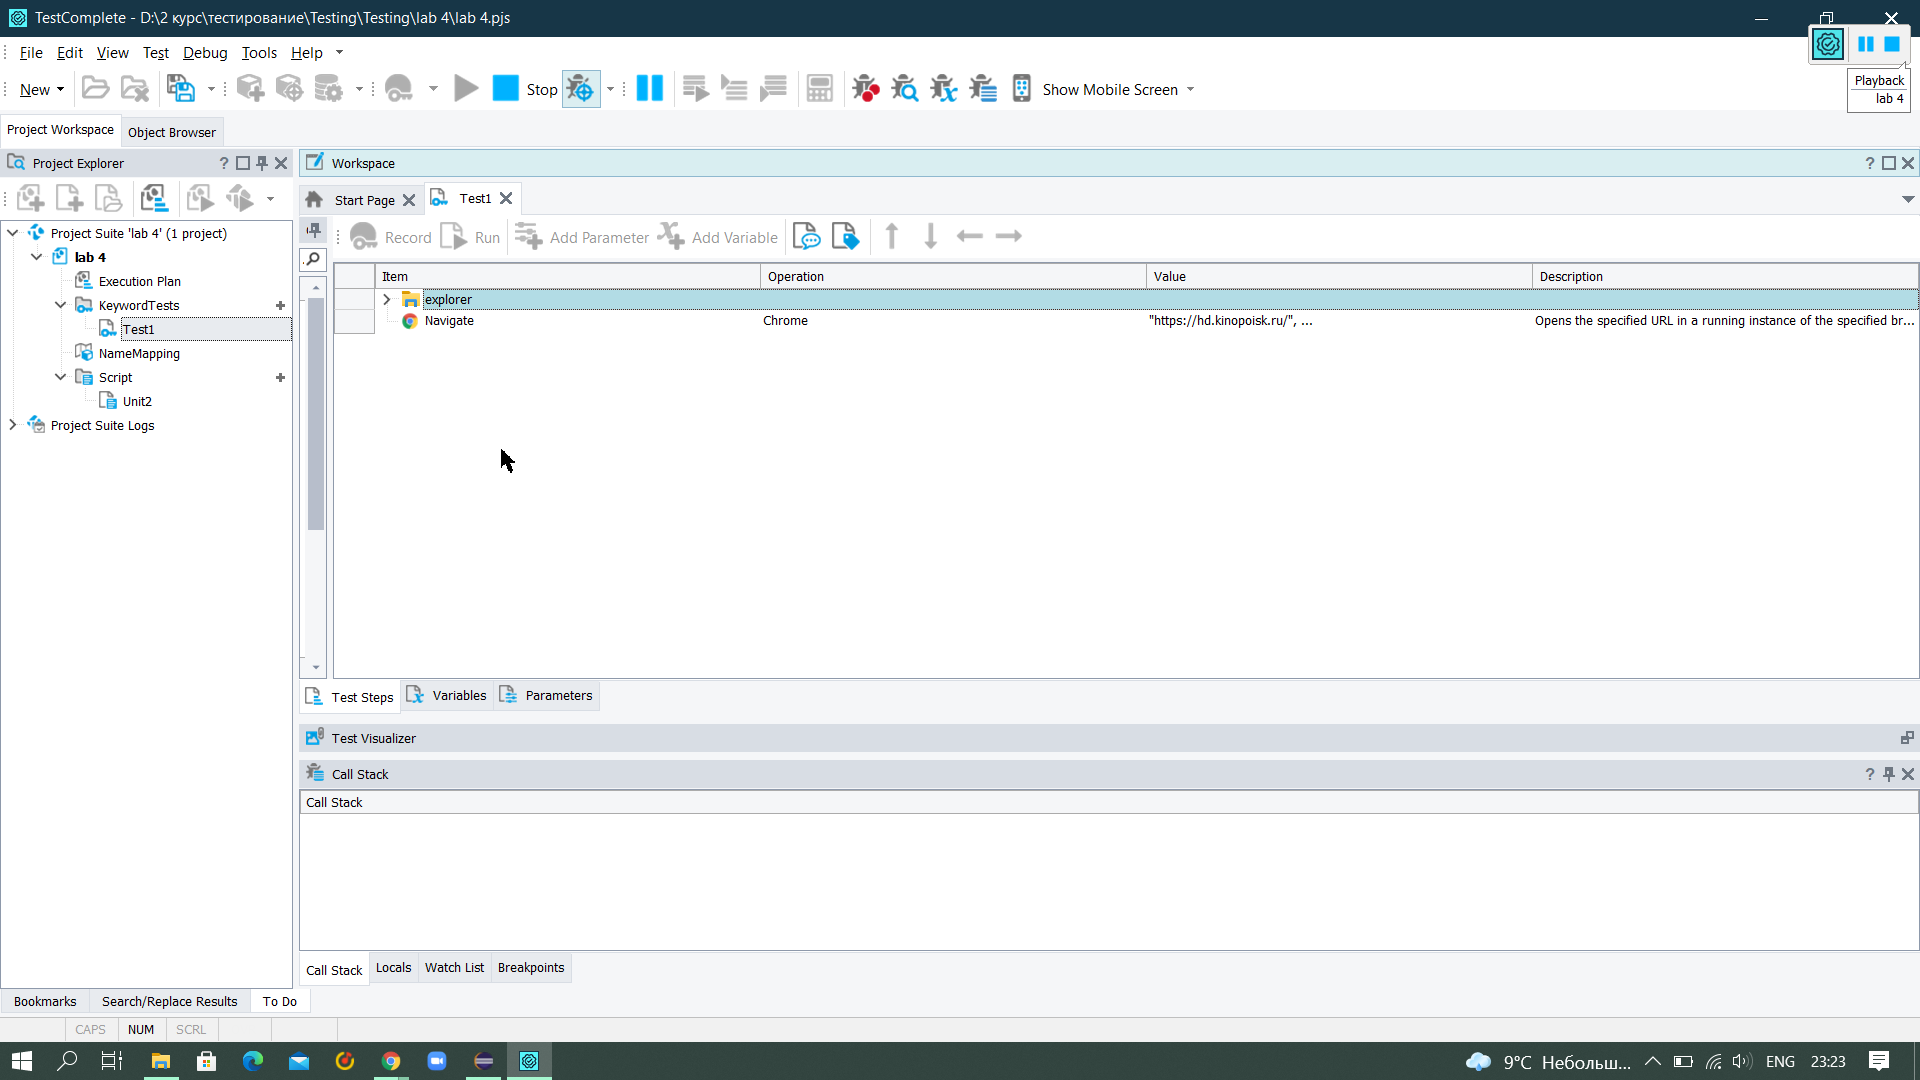 TestComplete - D:\2 курс\тестирование\Testing\Testing\lab 4\lab 4.pjs
File Edit View Test Debug Tools Help
Playback
lab 4
New Stop Show Mobile Screen
Project Workspace Object Browser
Project Explorer ?
Workspace ?
Start Page Test1
Record Run Add Parameter Add Variable
Project Suite 'lab 4' (1 project)
lab 4
Execution Plan
KeywordTests +
Test1
NameMapping
Script +
Unit2
Project Suite Logs
Item Operation Value Description
explorer
Navigate Chrome "https://hd.kinopoisk.ru/", ... Opens the specified URL in a running instance of the specified br...
Test Steps Variables Parameters
Test Visualizer
Call Stack ?
Call Stack
Call Stack Locals Watch List Breakpoints
Bookmarks Search/Replace Results To Do
CAPS NUM SCRL
9°C Небольш... ENG 23:23